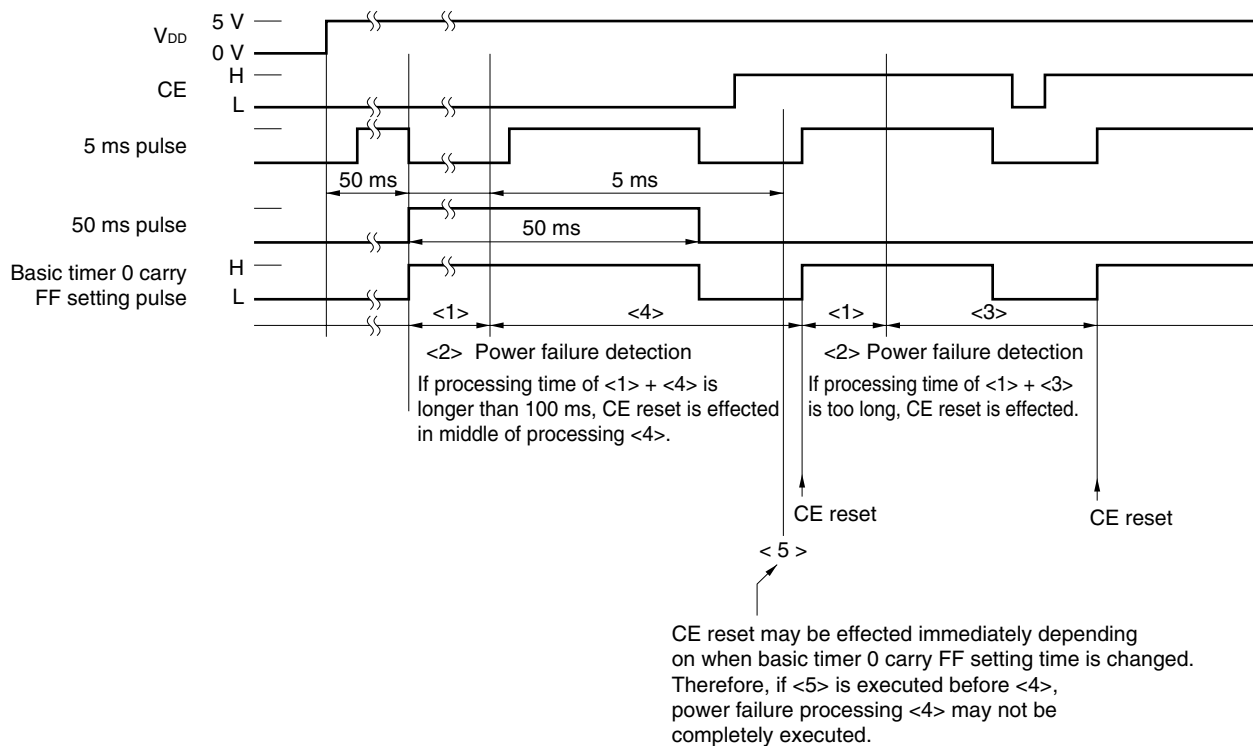 5 V
VDD
0 V
H
CE
L
5 ms pulse
50 ms
5 ms
50 ms pulse
50 ms
Basic timer 0 carry
FF setting pulse
H
L
<1>
<4>
<1>
<3>
<2> Power failure detection
If processing time of <1> + <4> is
longer than 100 ms, CE reset is effected
in middle of processing <4>.
<2> Power failure detection
If processing time of <1> + <3>
is too long, CE reset is effected.
CE reset
CE reset
< 5 >
CE reset may be effected immediately depending
on when basic timer 0 carry FF setting time is changed.
Therefore, if <5> is executed before <4>,
power failure processing <4> may not be
completely executed.